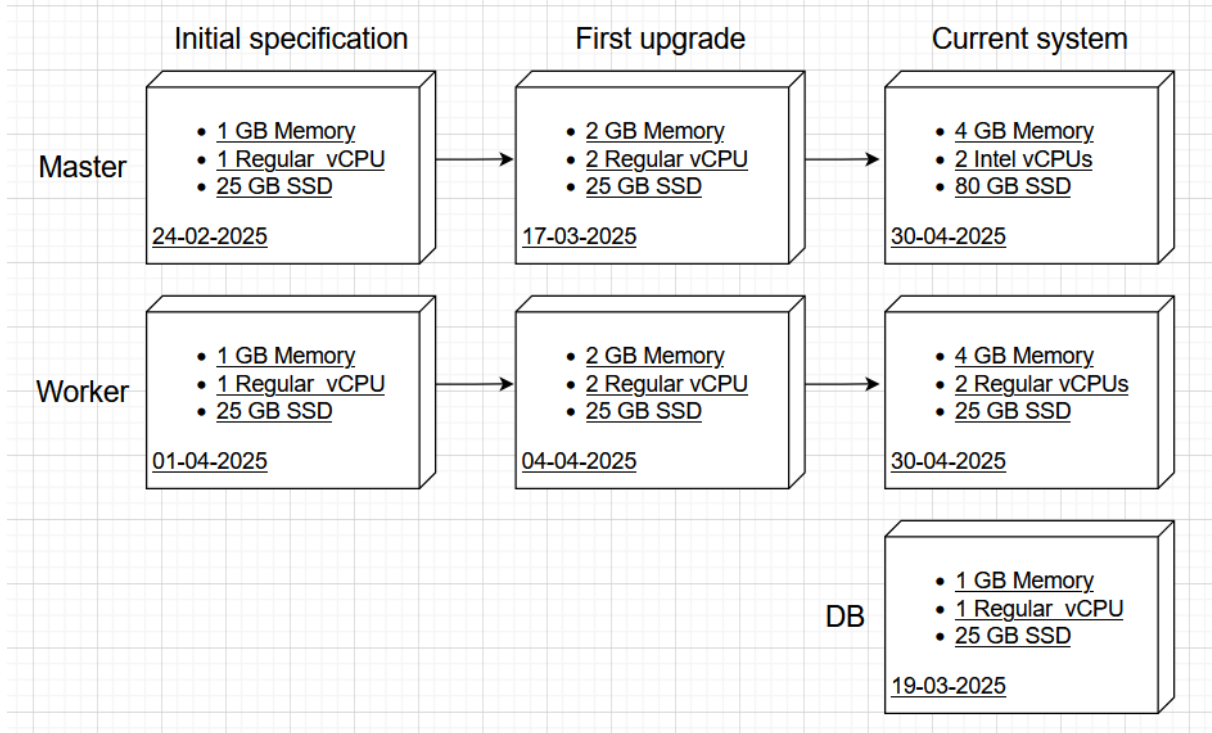 Initial specification
First upgrade
Current system
Master
• 1 GB Memory
• 1 Regular  vCPU
• 25 GB SSD
24-02-2025
• 2 GB Memory
• 2 Regular vCPU
• 25 GB SSD
17-03-2025
• 4 GB Memory
• 2 Intel vCPUs
• 80 GB SSD
30-04-2025
Worker
• 1 GB Memory
• 1 Regular  vCPU
• 25 GB SSD
01-04-2025
• 2 GB Memory
• 2 Regular vCPU
• 25 GB SSD
04-04-2025
• 4 GB Memory
• 2 Regular vCPUs
• 25 GB SSD
30-04-2025
DB
• 1 GB Memory
• 1 Regular  vCPU
• 25 GB SSD
19-03-2025